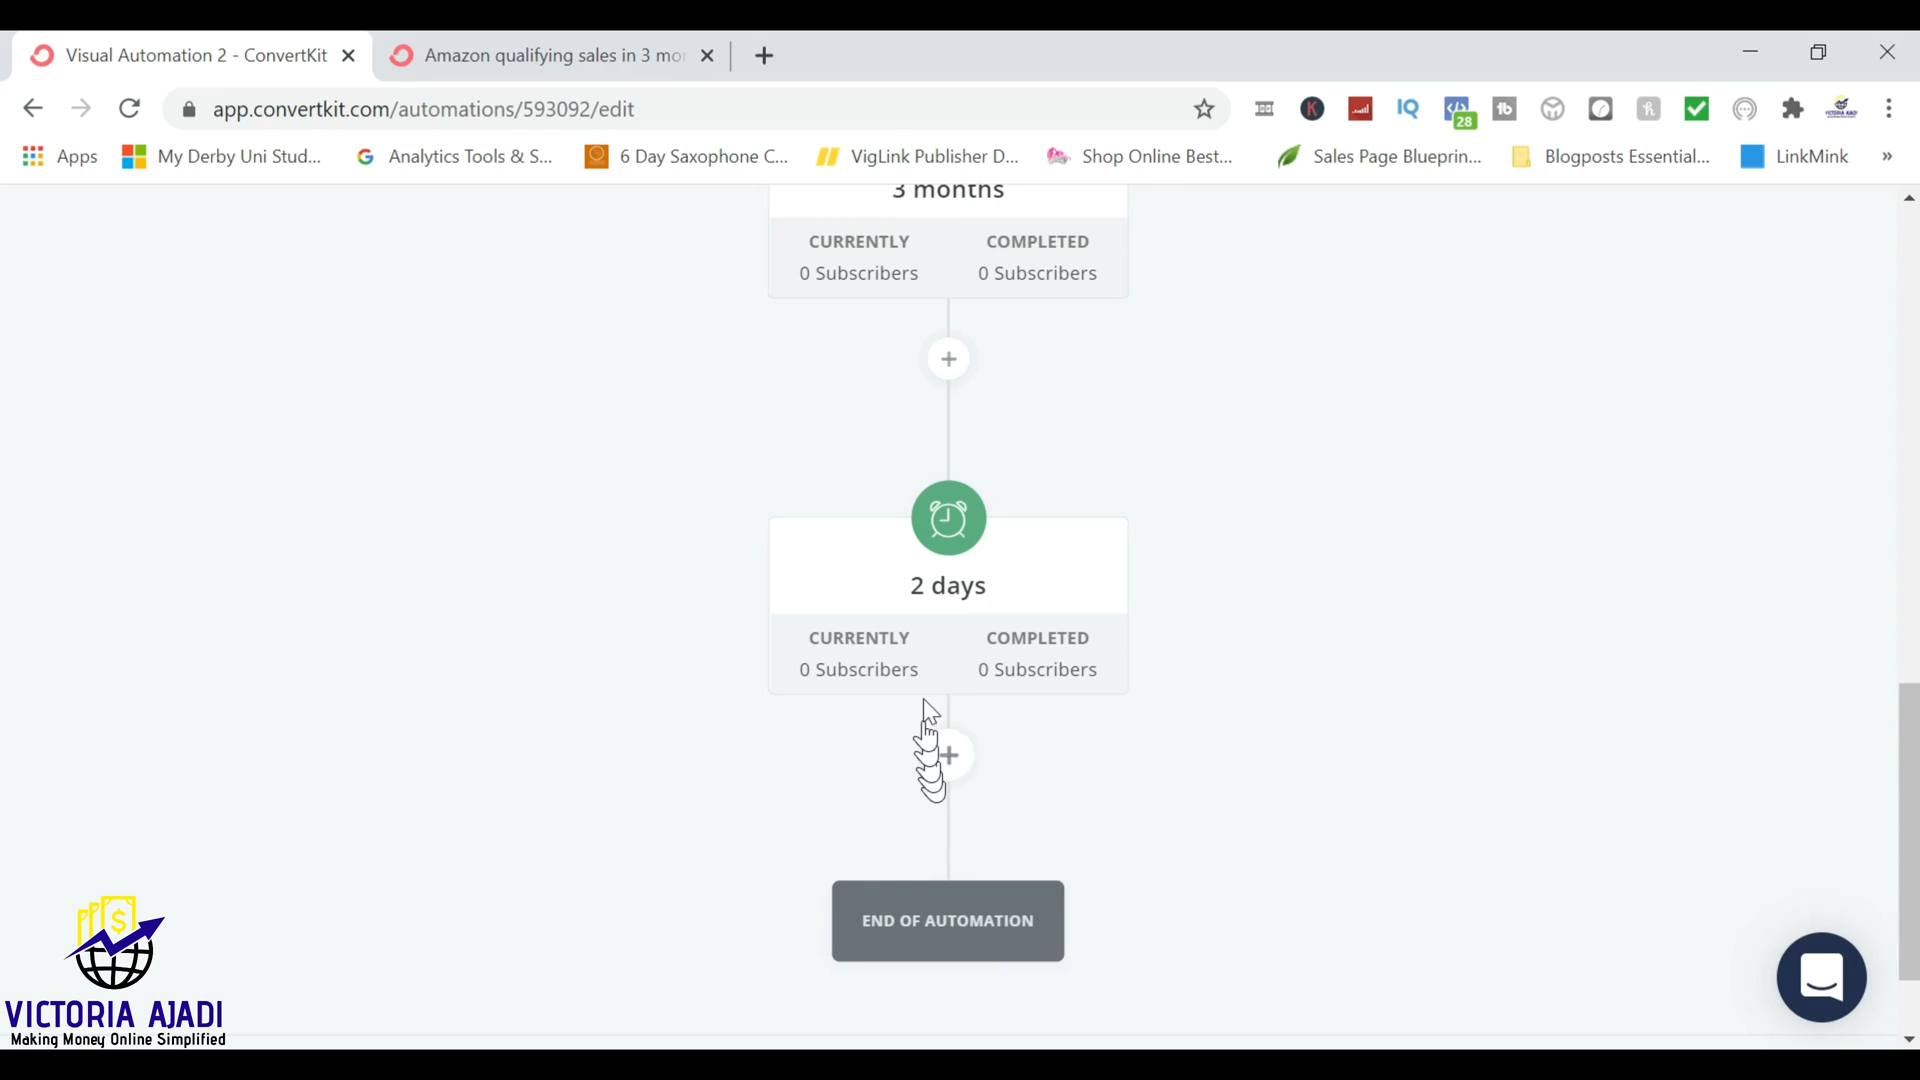 Visual Automation 2 - ConvertKit
Amazon qualifying sales in 3 mo
app.convertkit.com/automations/593092/edit
28
Apps
My Derby Uni Stud...
Analytics Tools & S...
6 Day Saxophone C...
VigLink Publisher D...
Shop Online Best...
Sales Page Blueprin...
Blogposts Essential...
LinkMink
»
3 months
CURRENTLY COMPLETED
0 Subscribers 0 Subscribers
+
2 days
CURRENTLY COMPLETED
0 Subscribers 0 Subscribers
+
END OF AUTOMATION
VICTORIA AJADI
Making Money Online Simplified